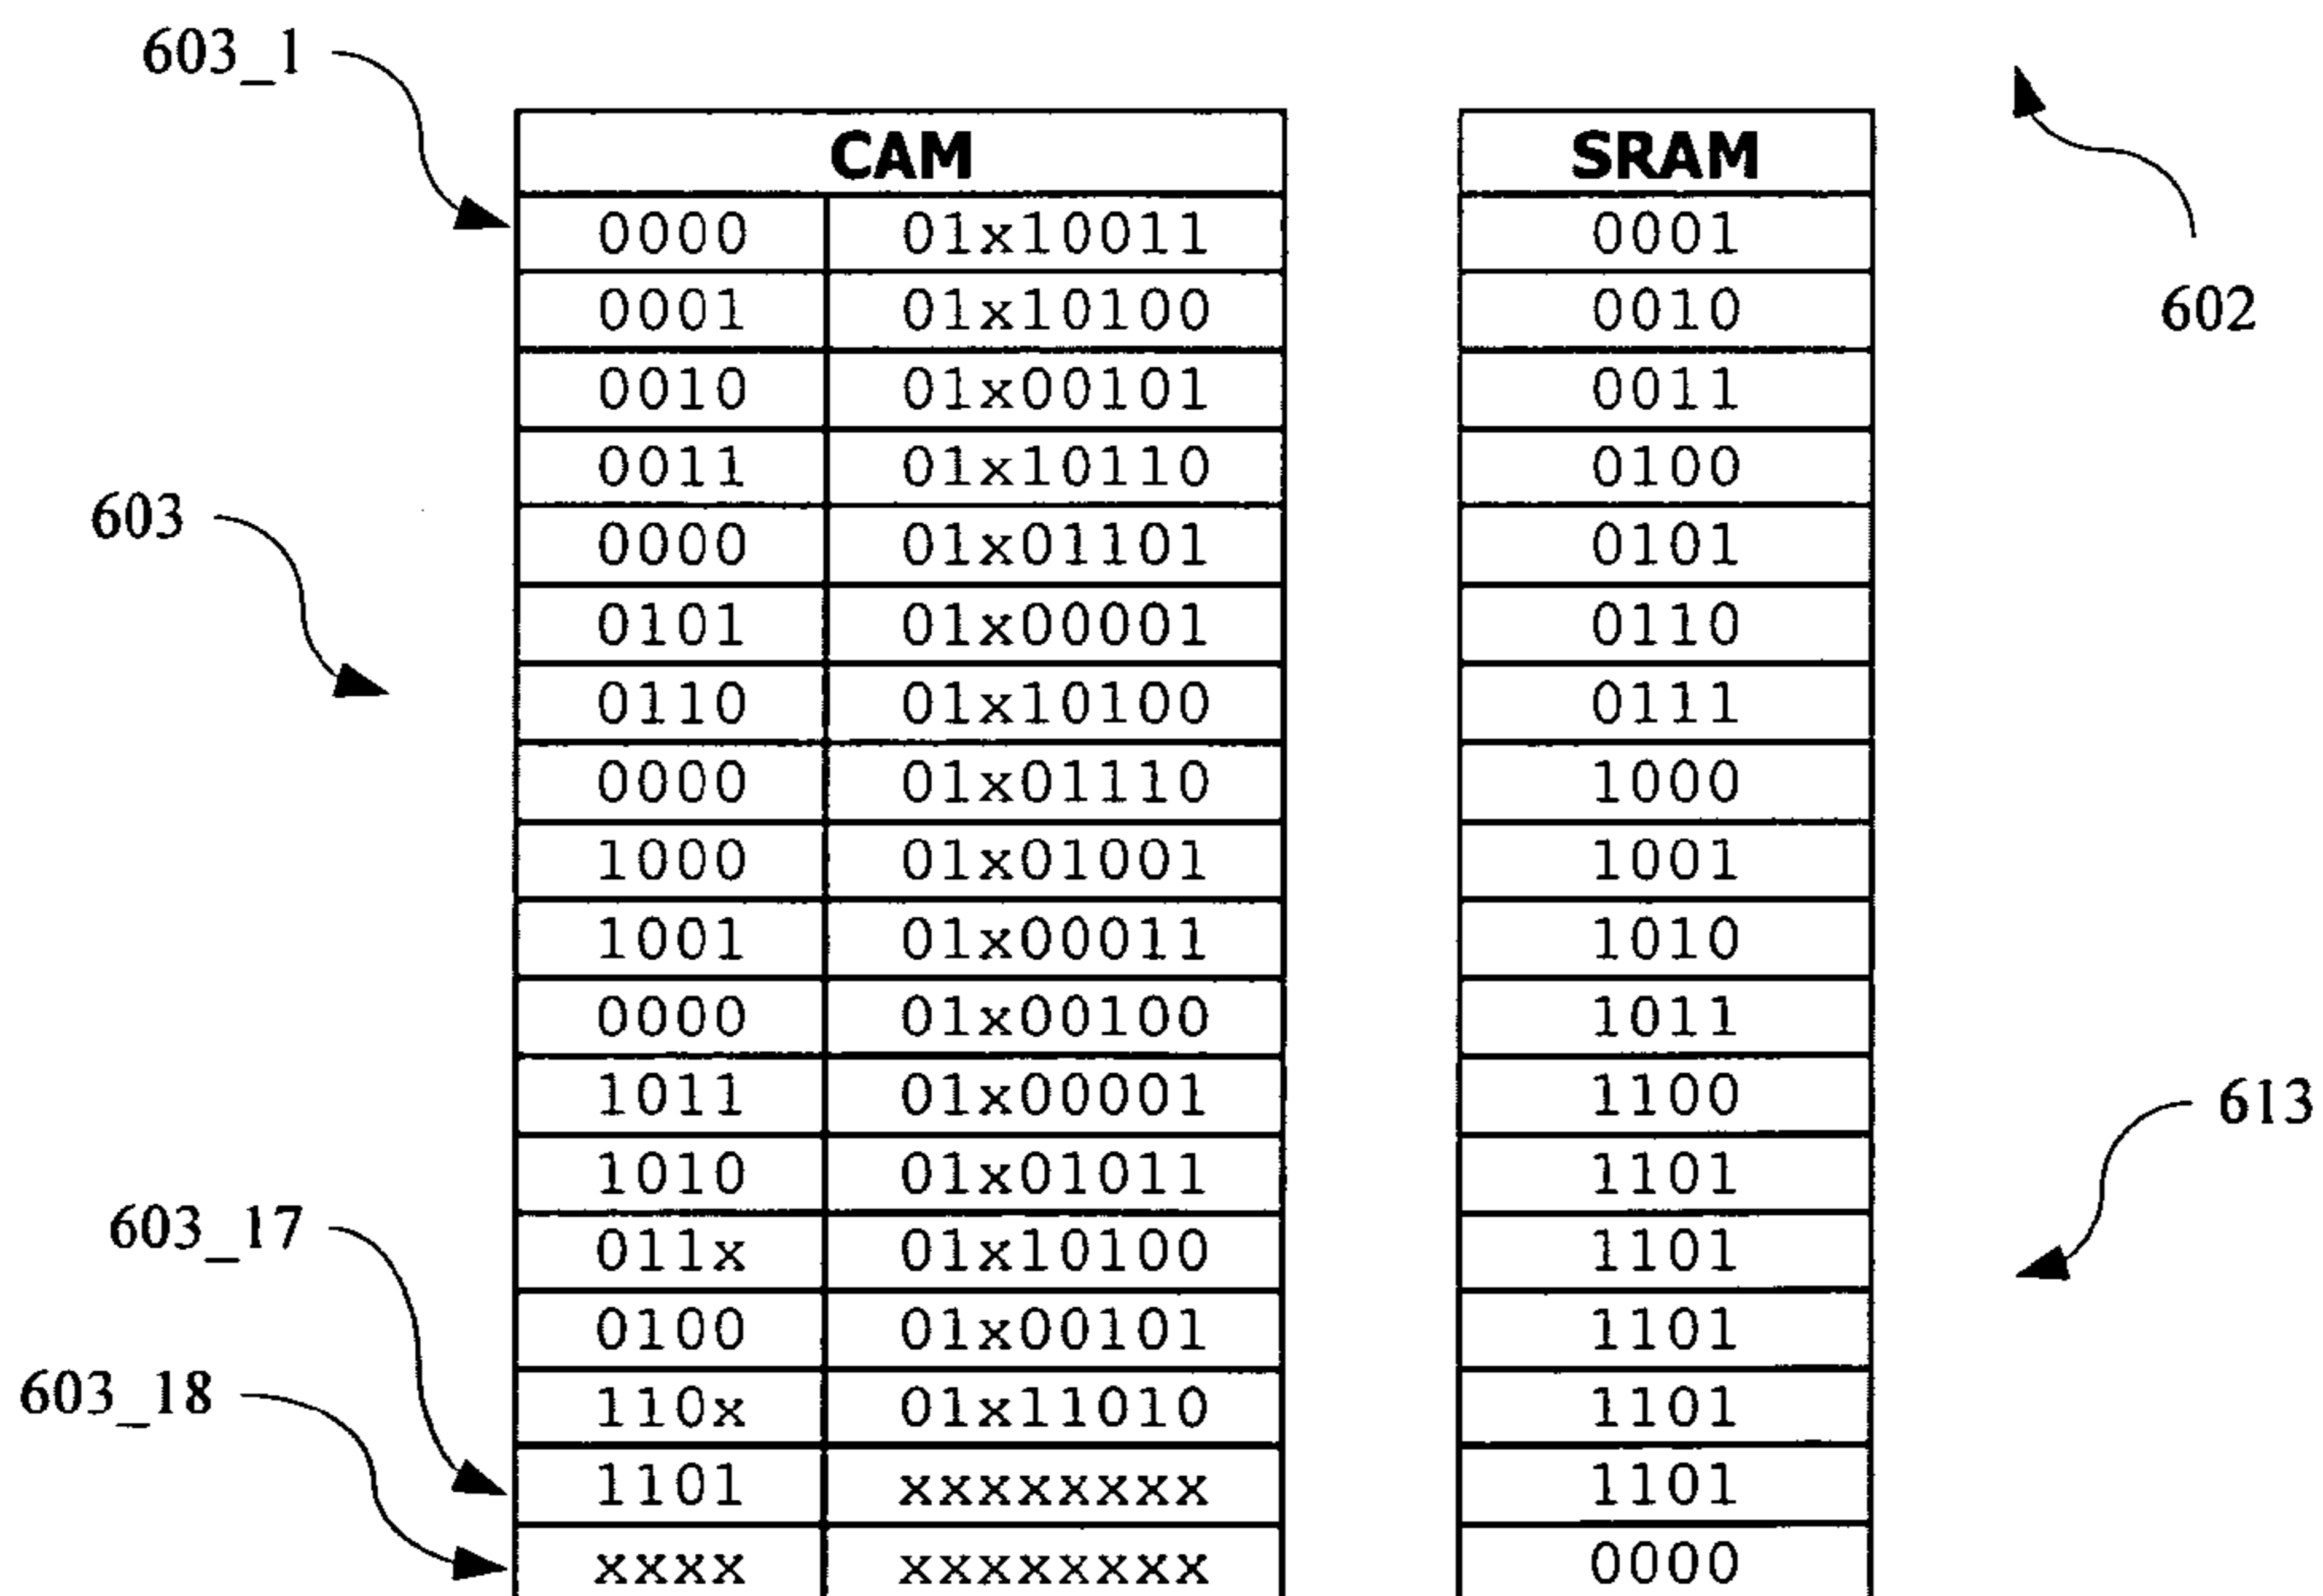 603_1
CAM SRAM
0000 01x10011 0001
0001 01x10100 0010
602
0010 01x00101 0011
0011 01x10110 0100
603
0000 01x01101 0101
0101 01x00001 0110
0110 01x10100 0111
0000 01x01110 1000
1000 01x01001 1001
1001 01x00011 1010
0000 01x00100 1011
1011 01x00001 1100
613
1010 01x01011 1101
603_17
011x 01x10100 1101
0100 01x00101 1101
603_18
110x 01x11010 1101
1101 xxxxxxxx 1101
xxxx xxxxxxxx 0000